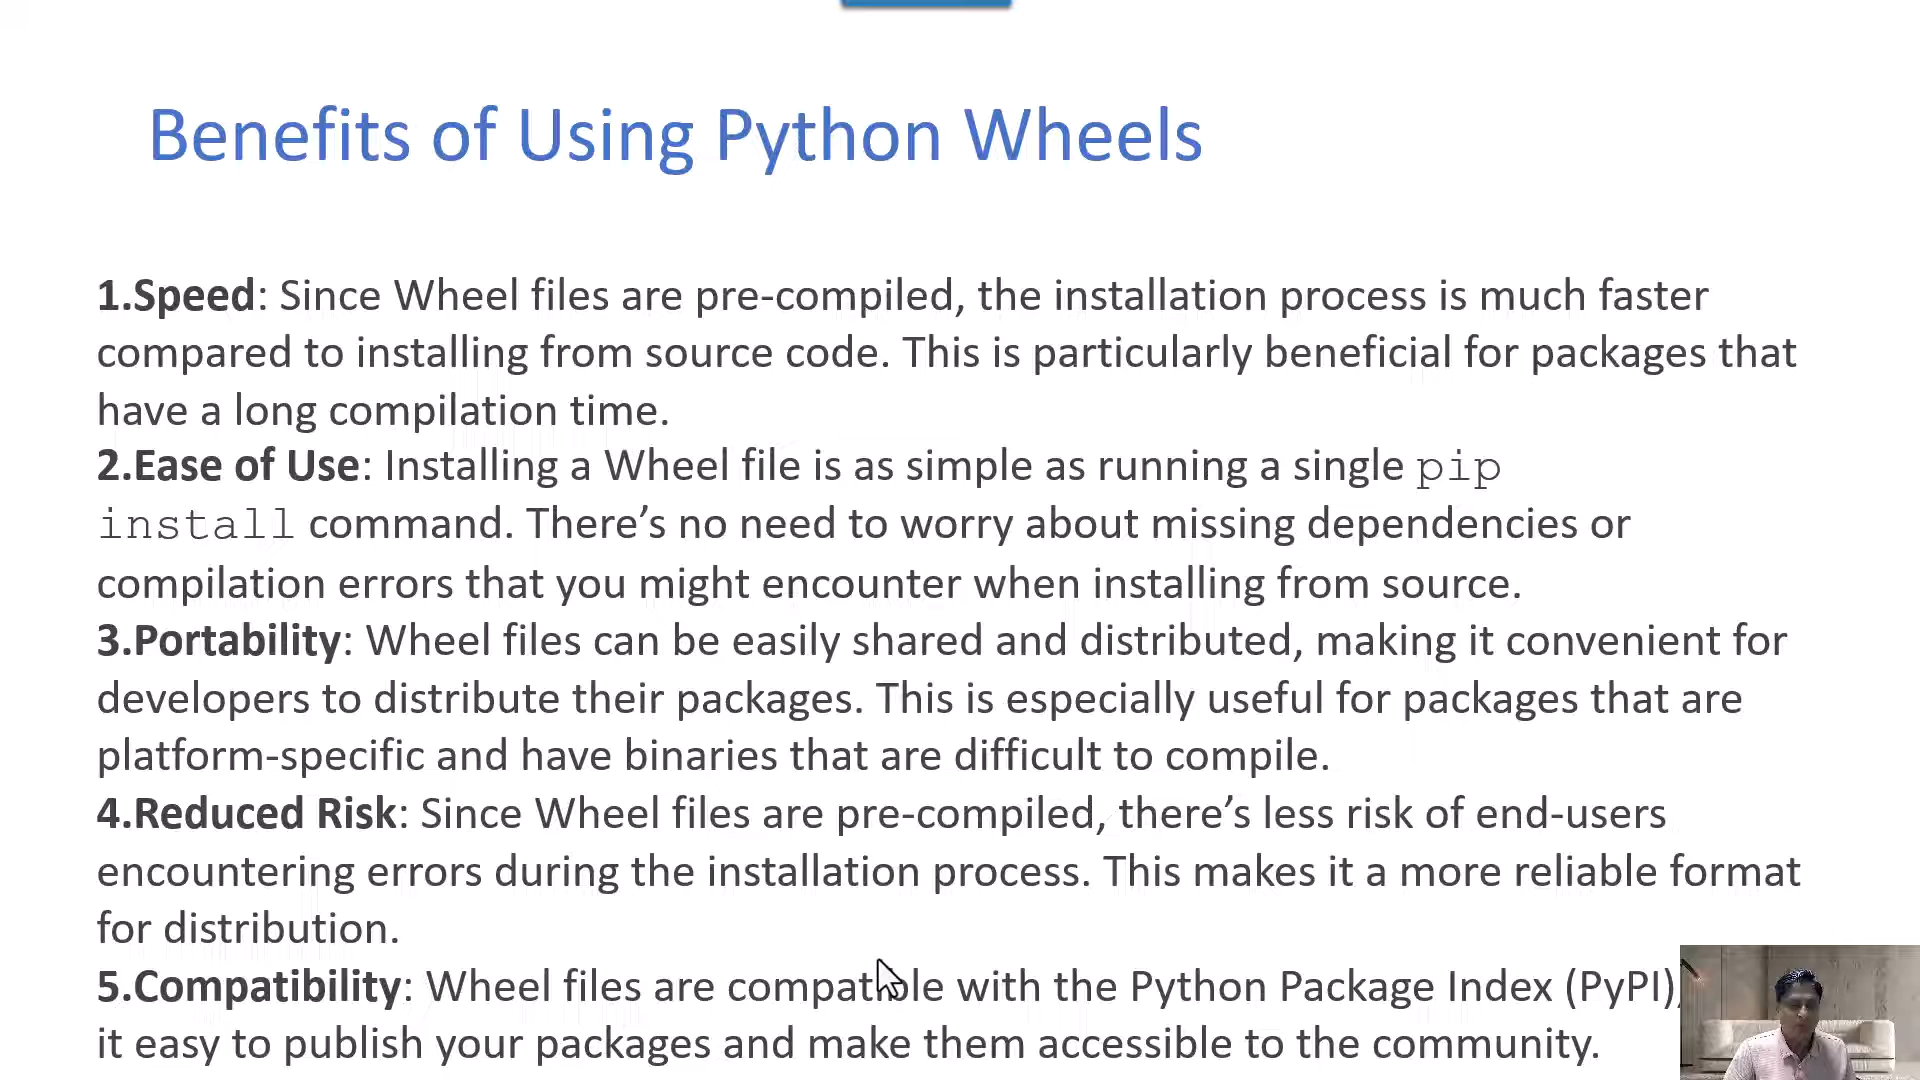 Benefits of Using Python Wheels
1.Speed: Since Wheel files are pre-compiled, the installation process is much faster
compared to installing from source code. This is particularly beneficial for packages that
have a long compilation time.
2.Ease of Use: Installing a Wheel file is as simple as running a single pip
install command. There’s no need to worry about missing dependencies or
compilation errors that you might encounter when installing from source.
3.Portability: Wheel files can be easily shared and distributed, making it convenient for
developers to distribute their packages. This is especially useful for packages that are
platform-specific and have binaries that are difficult to compile.
4.Reduced Risk: Since Wheel files are pre-compiled, there’s less risk of end-users
encountering errors during the installation process. This makes it a more reliable format
for distribution.
5.Compatibility: Wheel files are compatible with the Python Package Index (PyPI),
it easy to publish your packages and make them accessible to the community.